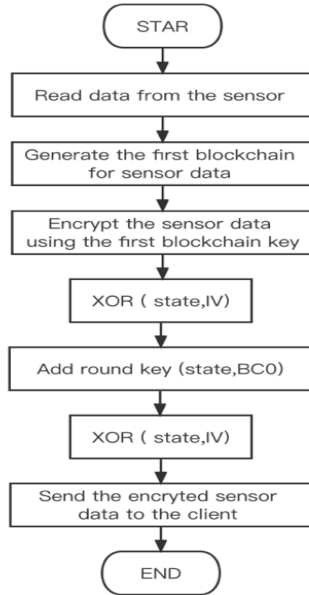 STAR
Read data from the sensor
Generate the first blockchain
for sensor data
Encrypt the sensor data
using the first blockchain key
XOR ( state,IV)
Add round key (state,BC0)
XOR ( state,IV)
Send the encryted sensor
data to the client
END